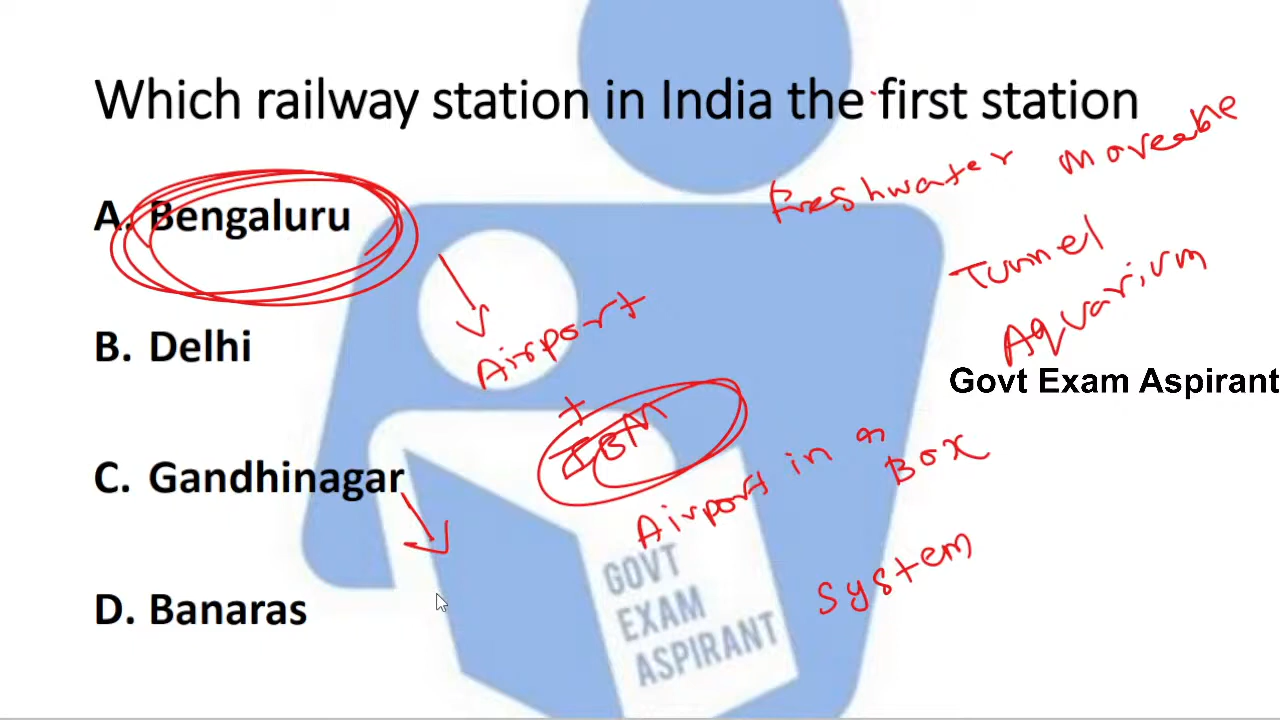 Which railway station in India the first station
Freshwater Moveable
Tunnel
Aquarium
A. Bengaluru
B. Delhi
C. Gandhinagar
D. Banaras
Airport
+
IBM
Airport in a
Box
System
Govt Exam Aspirant
GOVT
EXAM
ASPIRANT